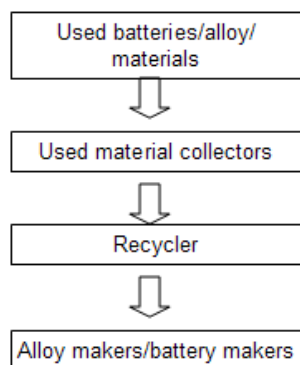 Used batteries/alloy/
materials
Used material collectors
Recycler
Alloy makers/battery makers